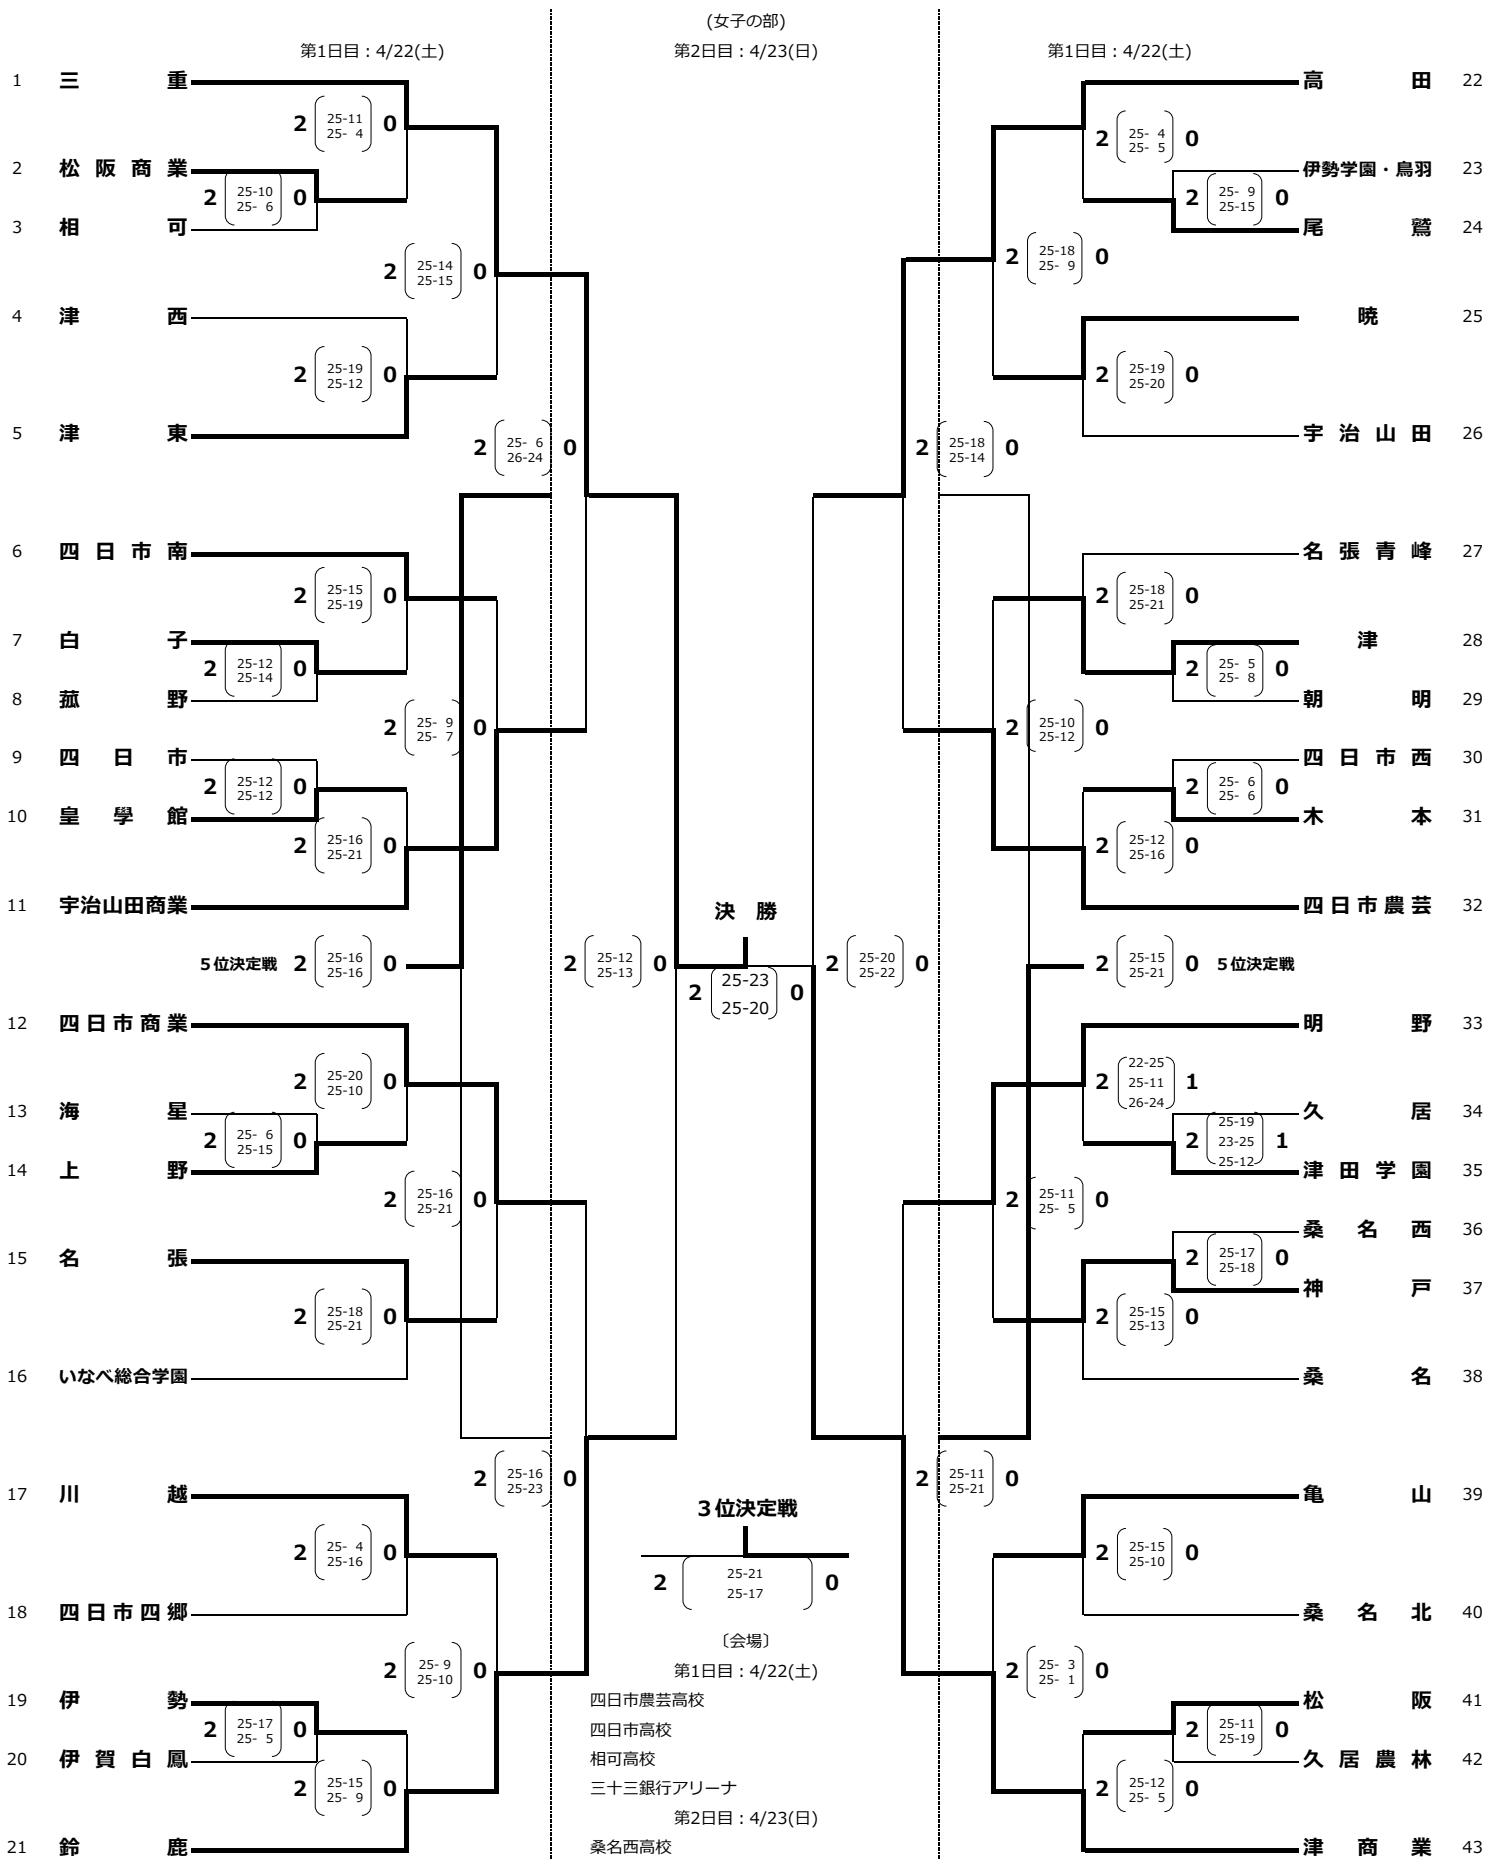 (女子の部)
第1日目：4/22(土) 第2日目：4/23(日) 第1日目：4/22(土)
1 三重
2 (25-11 25- 4) 0
2 松阪商業
2 (25-10 25- 6) 0
3 相可
2 (25-14 25-15) 0
4 津西
2 (25-19 25-12) 0
5 津東
2 (25- 6 26-24) 0
6 四日市南
2 (25-15 25-19) 0
7 白子
2 (25-12 25-14) 0
8 菰野
2 (25- 9 25- 7) 0
9 四日市
2 (25-12 25-12) 0
10 皇學館
2 (25-16 25-21) 0
11 宇治山田商業
5位決定戦 2 (25-16 25-16) 0
2 (25-12 25-13) 0
12 四日市商業
2 (25-20 25-10) 0
13 海星
2 (25- 6 25-15) 0
14 上野
2 (25-16 25-21) 0
15 名張
2 (25-18 25-21) 0
16 いなべ総合学園
2 (25-16 25-23) 0
17 川越
2 (25- 4 25-16) 0
18 四日市四郷
2 (25- 9 25-10) 0
19 伊勢
2 (25-17 25- 5) 0
20 伊賀白鳳
2 (25-15 25- 9) 0
21 鈴鹿
決勝
2 (25-23 25-20) 0
3位決定戦
2 (25-21 25-17) 0
〔会場〕
第1日目：4/22(土)
四日市農芸高校
四日市高校
相可高校
三十三銀行アリーナ
第2日目：4/23(日)
桑名西高校
高田 22
2 (25- 4 25- 5) 0
伊勢学園・鳥羽 23
2 (25- 9 25-15) 0
尾鷲 24
2 (25-18 25- 9) 0
暁 25
2 (25-19 25-20) 0
宇治山田 26
2 (25-18 25-14) 0
名張青峰 27
2 (25-18 25-21) 0
津 28
2 (25- 5 25- 8) 0
朝明 29
2 (25-10 25-12) 0
四日市西 30
2 (25- 6 25- 6) 0
木本 31
2 (25-12 25-16) 0
四日市農芸 32
2 (25-20 25-22) 0
2 (25-15 25-21) 0 5位決定戦
明野 33
2 (22-25 25-11 26-24) 1
久居 34
2 (25-19 23-25 25-12) 1
津田学園 35
2 (25-11 25- 5) 0
桑名西 36
2 (25-17 25-18) 0
神戸 37
2 (25-15 25-13) 0
桑名 38
2 (25-11 25-21) 0
亀山 39
2 (25-15 25-10) 0
桑名北 40
2 (25- 3 25- 1) 0
松阪 41
2 (25-11 25-19) 0
久居農林 42
2 (25-12 25- 5) 0
津商業 43